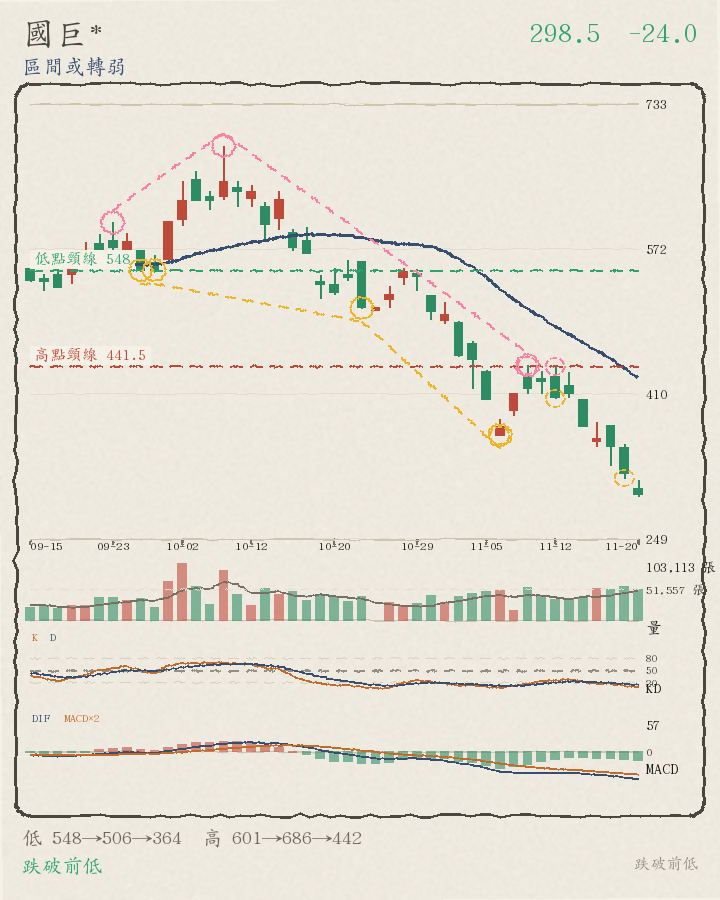 國巨*
298.5 -24.0
區間或轉弱
733
572
低點頸線 548
高點頸線 441.5
410
249
09-15 09-23 10-02 10-12 10-20 10-29 11-05 11-12 11-20
103,113 張
51,557 張
量
K D
80
50
20
KD
DIF MACD×2
57
0
MACD
低 548→506→364 高 601→686→442
跌破前低
跌破前低